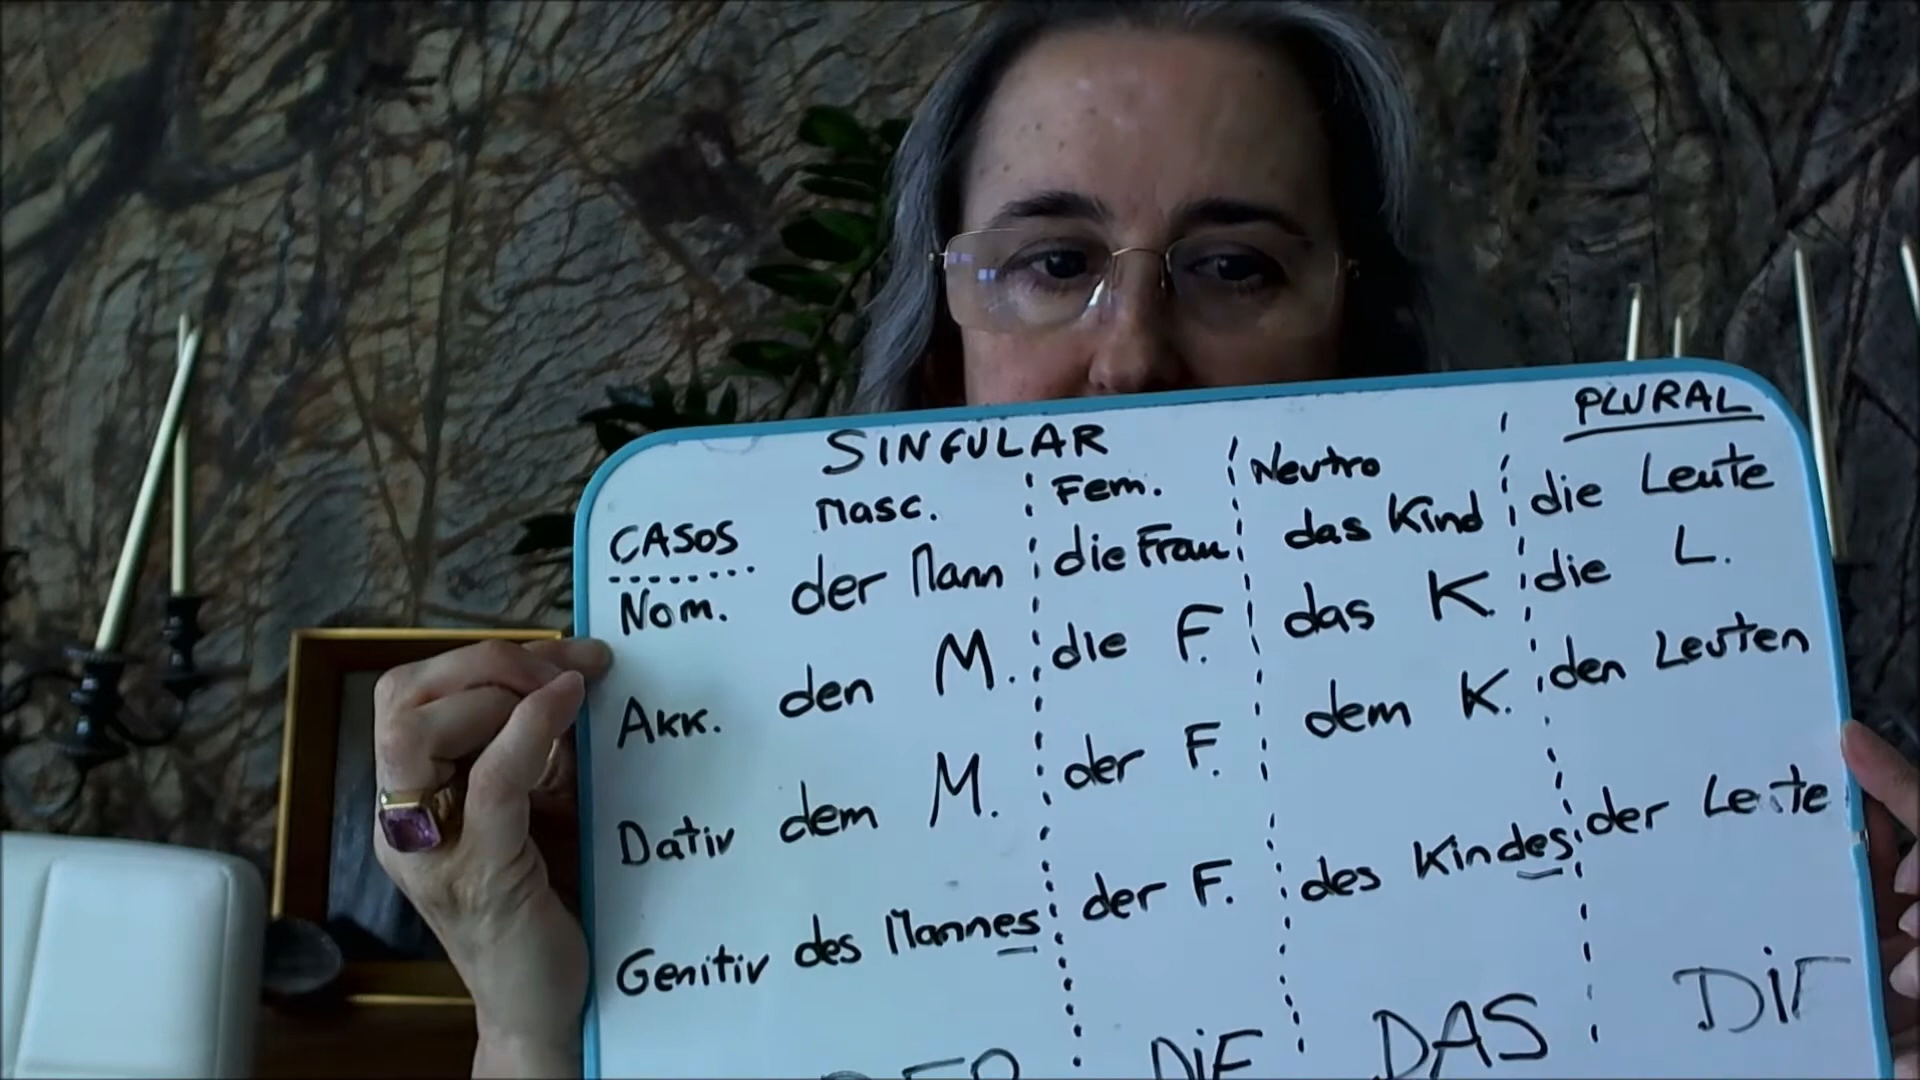 SINGULAR PLURAL
CASOS Masc. Fem. Neutro
Nom. der Mann die Frau das Kind die Leute
Akk. den M. die F. das K. die L.
Dativ dem M. der F. dem K. den Leuten
Genitiv des Mannes der F. des Kindes der
DIE DAS DIE